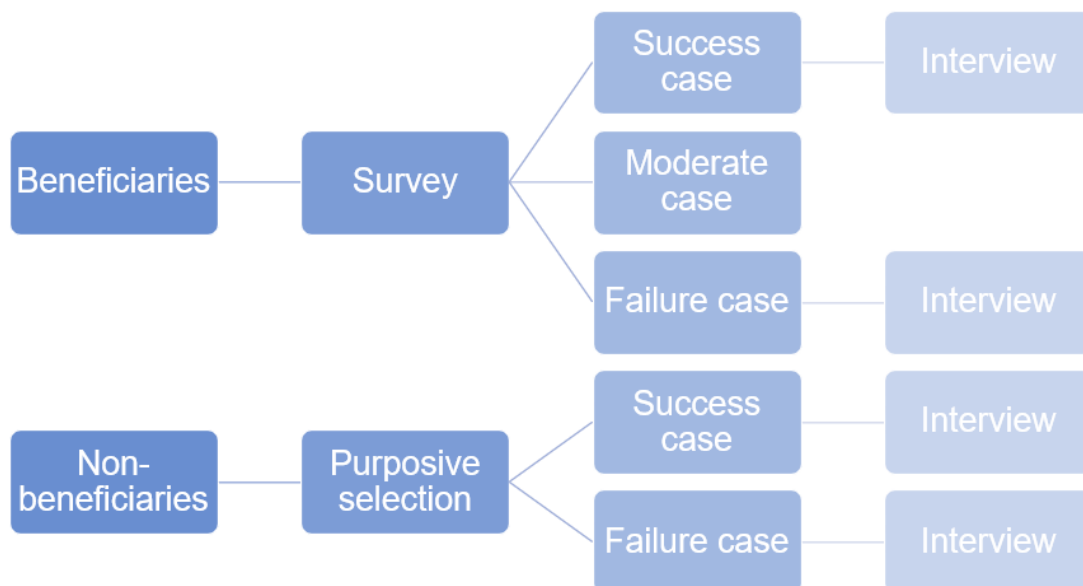 Success
case
Interview
Beneficiaries
Survey
Moderate
case
Failure case
Interview
Success
case
Interview
Non-
beneficiaries
Purposive
selection
Failure case
Interview